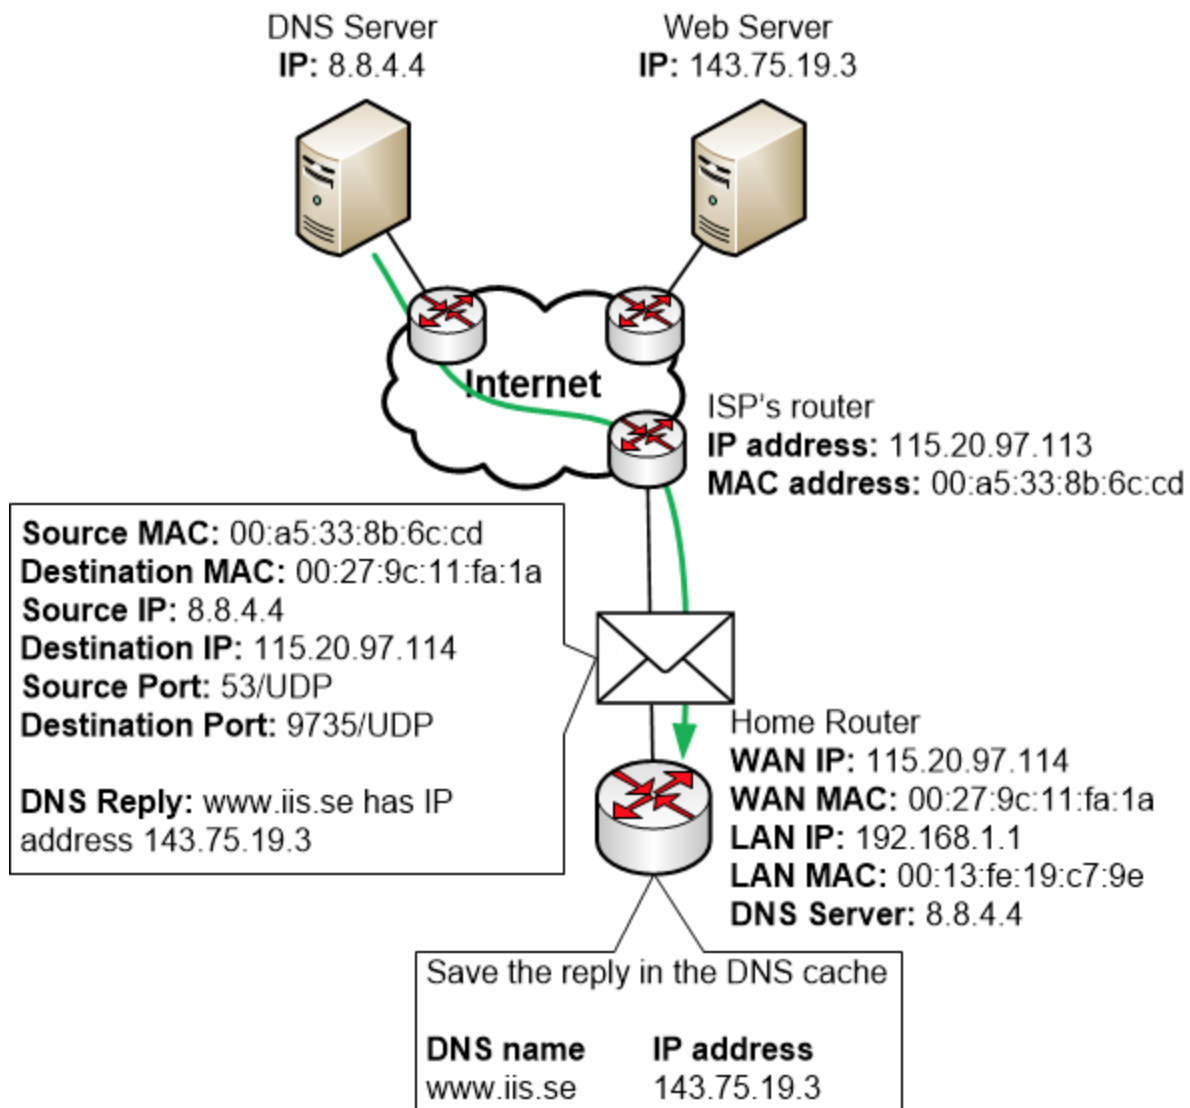 DNS Server
IP: 8.8.4.4
Web Server
IP: 143.75.19.3
Internet
ISP's router
IP address: 115.20.97.113
MAC address: 00:a5:33:8b:6c:cd
Source MAC: 00:a5:33:8b:6c:cd
Destination MAC: 00:27:9c:11:fa:1a
Source IP: 8.8.4.4
Destination IP: 115.20.97.114
Source Port: 53/UDP
Destination Port: 9735/UDP
DNS Reply: www.iis.se has IP
address 143.75.19.3
Home Router
WAN IP: 115.20.97.114
WAN MAC: 00:27:9c:11:fa:1a
LAN IP: 192.168.1.1
LAN MAC: 00:13:fe:19:c7:9e
DNS Server: 8.8.4.4
Save the reply in the DNS cache
DNS name IP address
www.iis.se 143.75.19.3